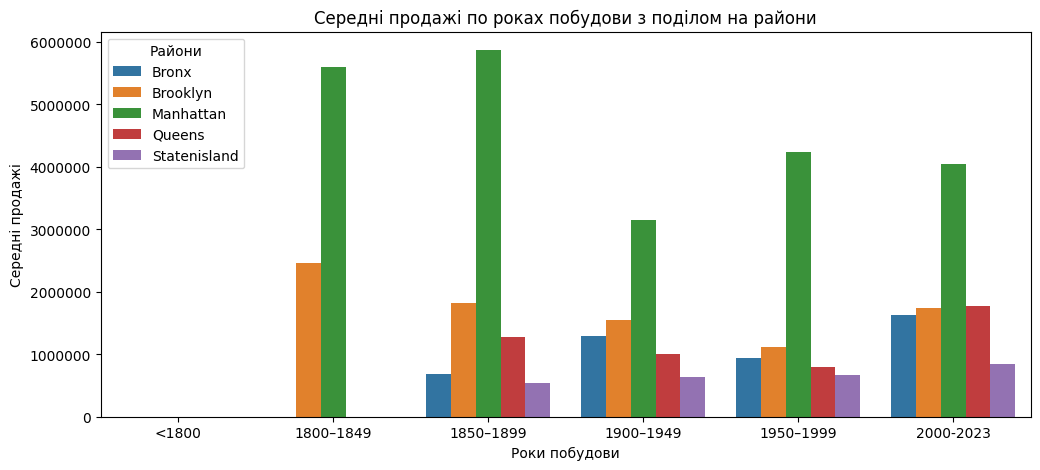 Середні продажі по роках побудови з поділом на райони
Райони
Bronx
Brooklyn
Manhattan
Queens
Statenisland
Середні продажі
6000000
5000000
4000000
3000000
2000000
1000000
0
<1800
1800–1849
1850–1899
1900–1949
1950–1999
2000-2023
Роки побудови